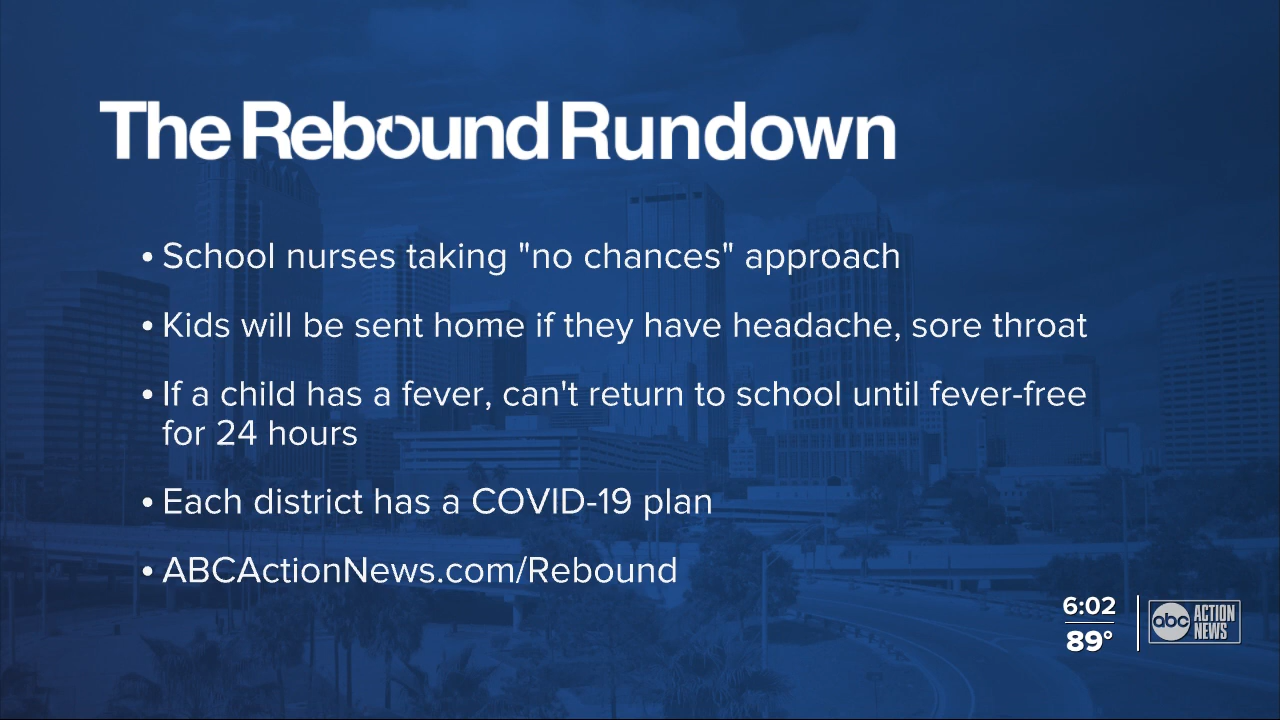 The Rebound Rundown
• School nurses taking "no chances" approach
• Kids will be sent home if they have headache, sore throat
• If a child has a fever, can't return to school until fever-free
for 24 hours
• Each district has a COVID-19 plan
• ABCActionNews.com/Rebound
6:02
89°
abc
ACTION
NEWS